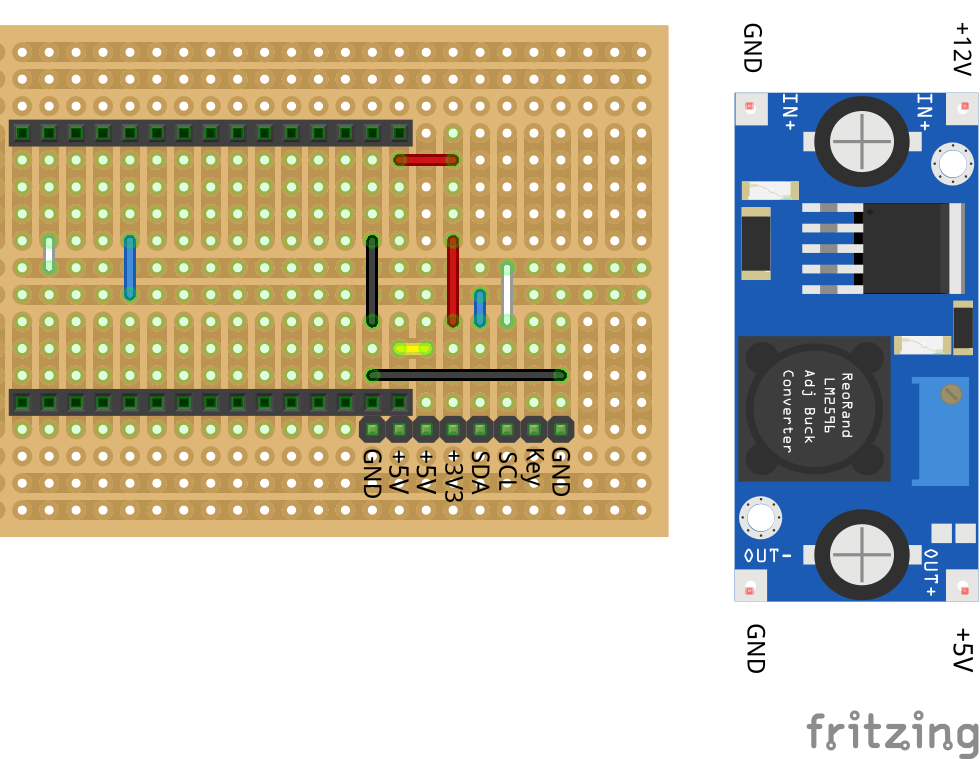 GND
+12V
IN+
IN+
ReoRand
LM2596
Adj Buck
Converter
GND
+5V
+5V
+3V3
SDA
SCL
Key
GND
OUT-
OUT+
GND
+5V
fritzing